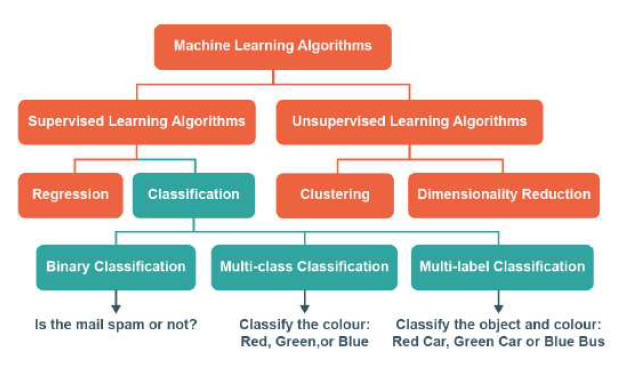 Machine Learning Algorithms
Supervised Learning Algorithms
Unsupervised Learning Algorithms
Regression
Classification
Clustering
Dimensionality Reduction
Binary Classification
Multi-class Classification
Multi-label Classification
Is the mail spam or not?
Classify the colour:
Red, Green,or Blue
Classify the object and colour:
Red Car, Green Car or Blue Bus